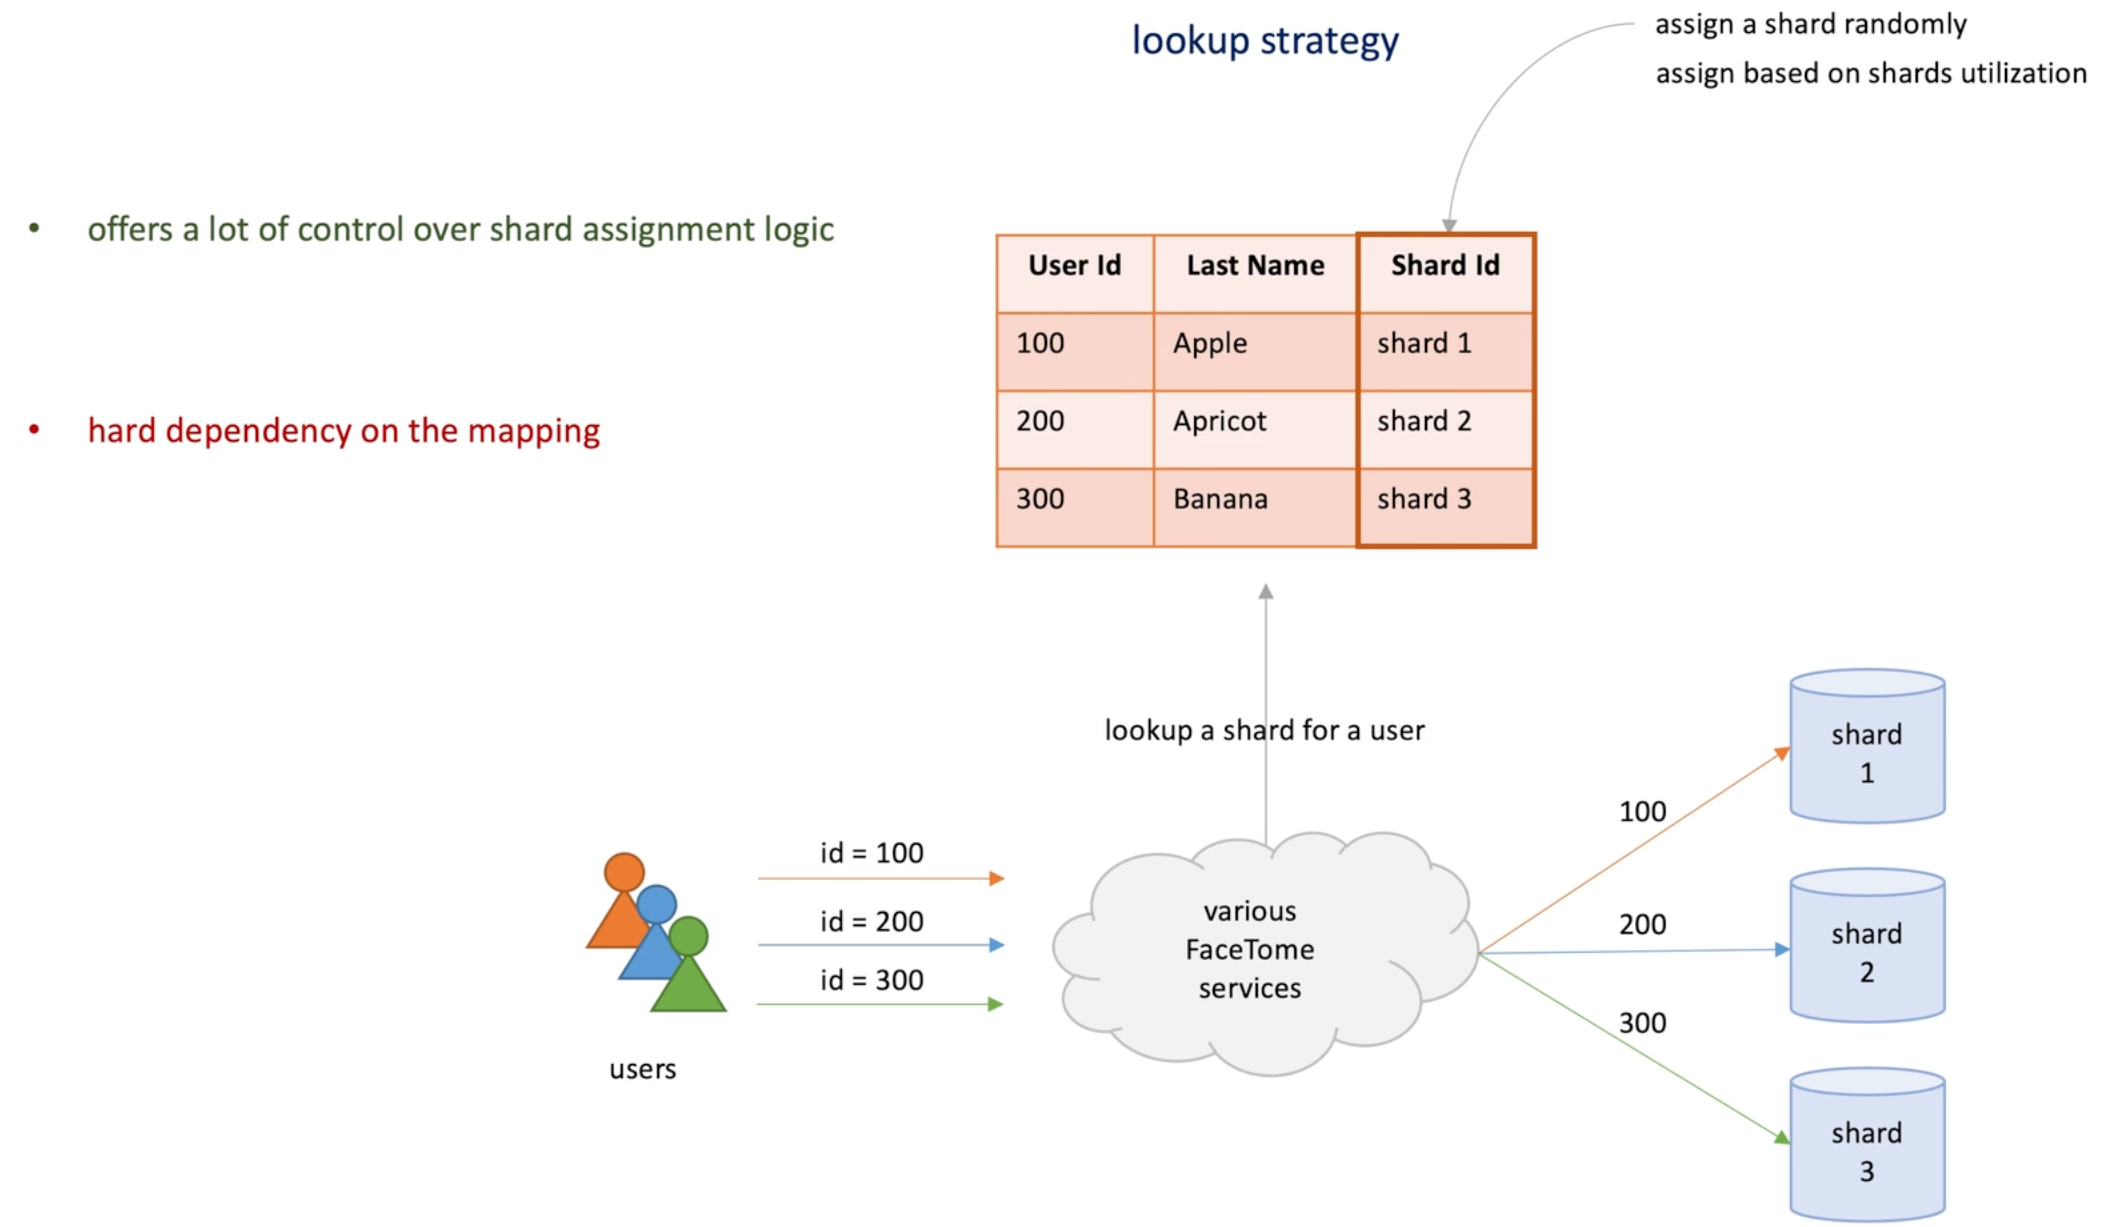 lookup strategy
assign a shard randomly
assign based on shards utilization
• offers a lot of control over shard assignment logic
• hard dependency on the mapping
User Id Last Name Shard Id
100 Apple shard 1
200 Apricot shard 2
300 Banana shard 3
lookup a shard for a user
id = 100
id = 200
id = 300
users
various
FaceTome
services
100
200
300
shard
1
shard
2
shard
3